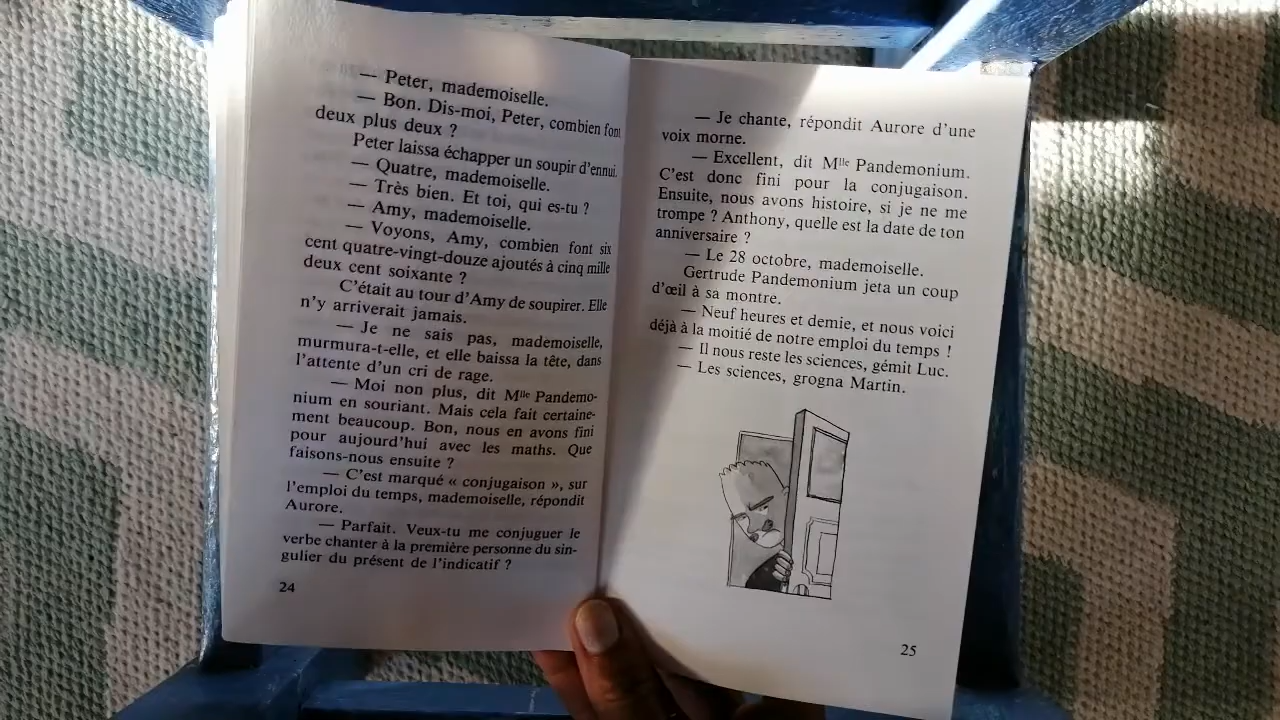 — Peter, mademoiselle.
— Bon. Dis-moi, Peter, combien font
deux plus deux ?
Peter laissa échapper un soupir d'ennui.
— Quatre, mademoiselle.
— Très bien. Et toi, qui es-tu ?
— Amy, mademoiselle.
— Voyons, Amy, combien font six
cent quatre-vingt-douze ajoutés à cinq mille
deux cent soixante ?
C'était au tour d'Amy de soupirer. Elle
n'y arriverait jamais.
— Je ne sais pas, mademoiselle,
murmura-t-elle, et elle baissa la tête, dans
l'attente d'un cri de rage.
— Moi non plus, dit Mlle Pandemo-
nium en souriant. Mais cela fait certaine-
ment beaucoup. Bon, nous en avons fini
pour aujourd'hui avec les maths. Que
faisons-nous ensuite ?
— C'est marqué « conjugaison », sur
l'emploi du temps, mademoiselle, répondit
Aurore.
— Parfait. Veux-tu me conjuguer le
verbe chanter à la première personne du sin-
gulier du présent de l'indicatif ?
24
— Je chante, répondit Aurore d'une
voix morne.
— Excellent, dit Mlle Pandemonium.
C'est donc fini pour la conjugaison.
Ensuite, nous avons histoire, si je ne me
trompe ? Anthony, quelle est la date de ton
anniversaire ?
— Le 28 octobre, mademoiselle.
Gertrude Pandemonium jeta un coup
d'œil à sa montre.
— Neuf heures et demie, et nous voici
déjà à la moitié de notre emploi du temps !
— Il nous reste les sciences, gémit Luc.
— Les sciences, grogna Martin.
25